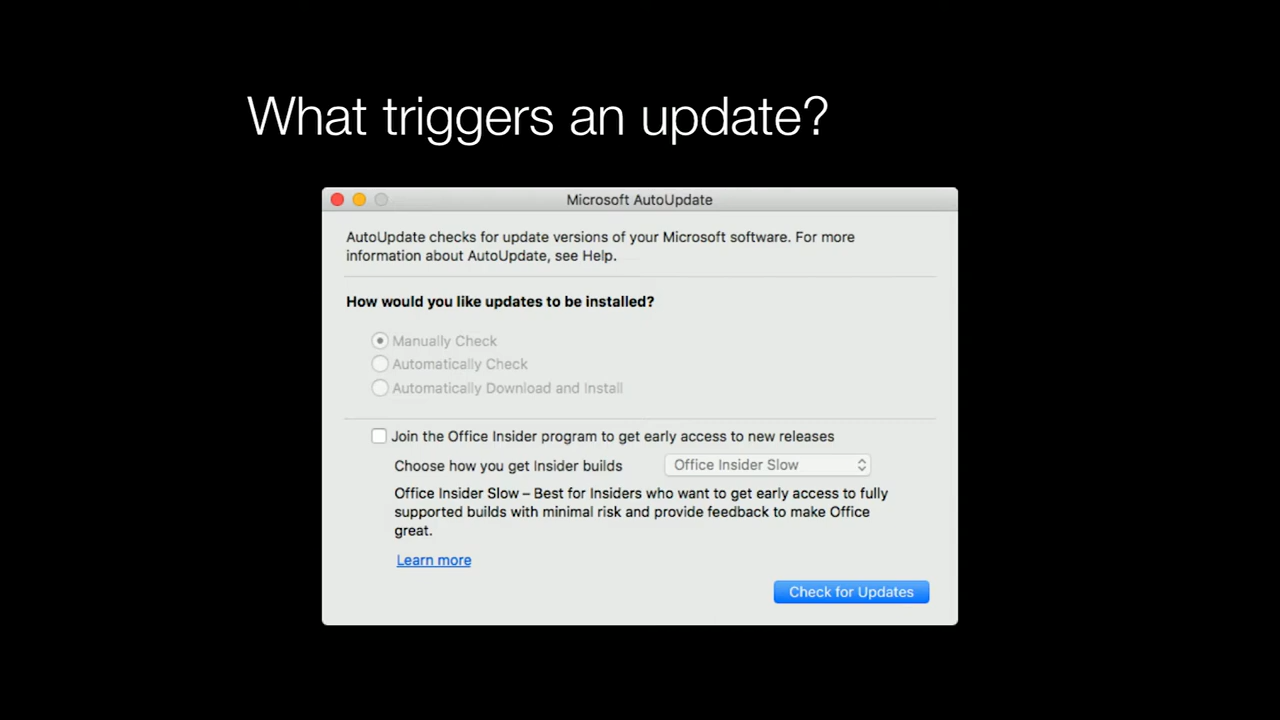 What triggers an update?
Microsoft AutoUpdate
AutoUpdate checks for update versions of your Microsoft software. For more
information about AutoUpdate, see Help.
How would you like updates to be installed?
Manually Check
Automatically Check
Automatically Download and Install
Join the Office Insider program to get early access to new releases
Choose how you get Insider builds
Office Insider Slow
Office Insider Slow – Best for Insiders who want to get early access to fully
supported builds with minimal risk and provide feedback to make Office
great.
Learn more
Check for Updates